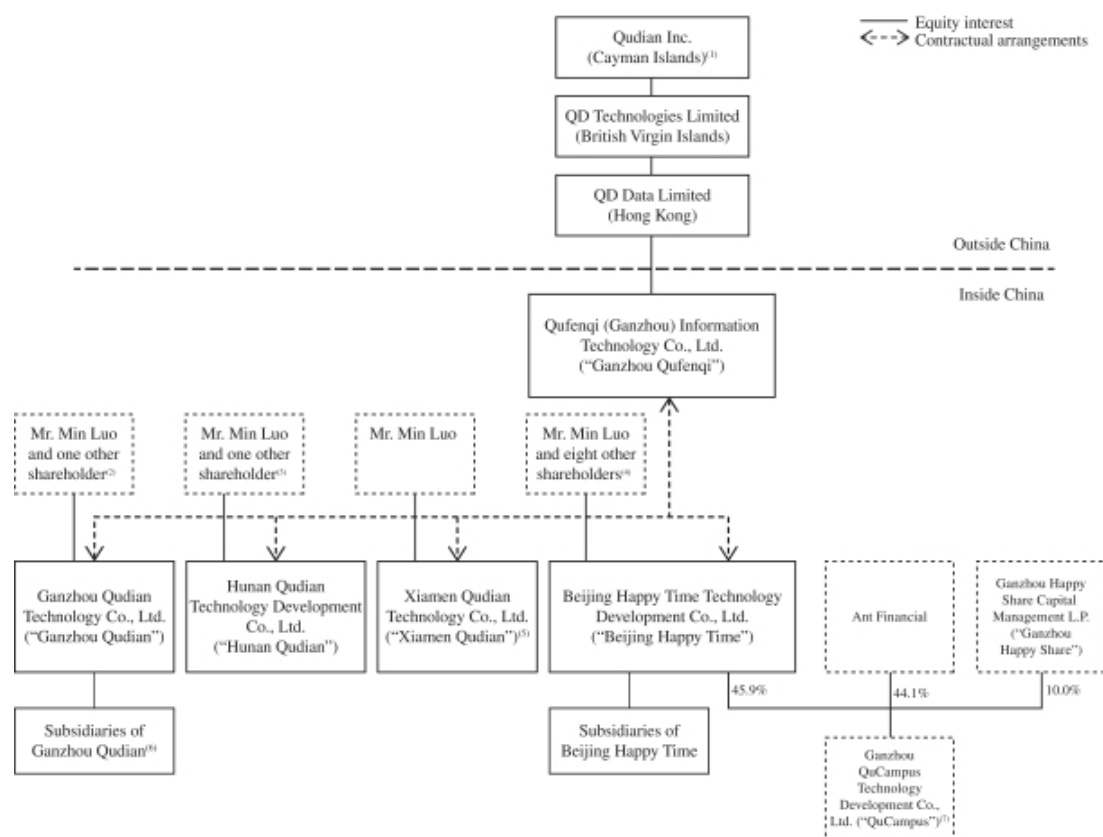 Equity interest
Contractual arrangements
Qudian Inc.
(Cayman Islands)(1)
QD Technologies Limited
(British Virgin Islands)
QD Data Limited
(Hong Kong)
Outside China
Inside China
Qufenqi (Ganzhou) Information
Technology Co., Ltd.
(“Ganzhou Qufenqi”)
Mr. Min Luo
and one other
shareholder(2)
Mr. Min Luo
and one other
shareholder(3)
Mr. Min Luo
Mr. Min Luo
and eight other
shareholders(4)
Ganzhou Qudian
Technology Co., Ltd.
(“Ganzhou Qudian”)
Hunan Qudian
Technology Development
Co., Ltd.
(“Hunan Qudian”)
Xiamen Qudian
Technology Co., Ltd.
(“Xiamen Qudian”)(5)
Beijing Happy Time Technology
Development Co., Ltd.
(“Beijing Happy Time”)
Ant Financial
Ganzhou Happy
Share Capital
Management L.P.
(“Ganzhou
Happy Share”)
45.9%
44.1%
10.0%
Subsidiaries of
Ganzhou Qudian(6)
Subsidiaries of
Beijing Happy Time
Ganzhou
QuCampus
Technology
Development Co.,
Ltd. (“QuCampus”)(7)